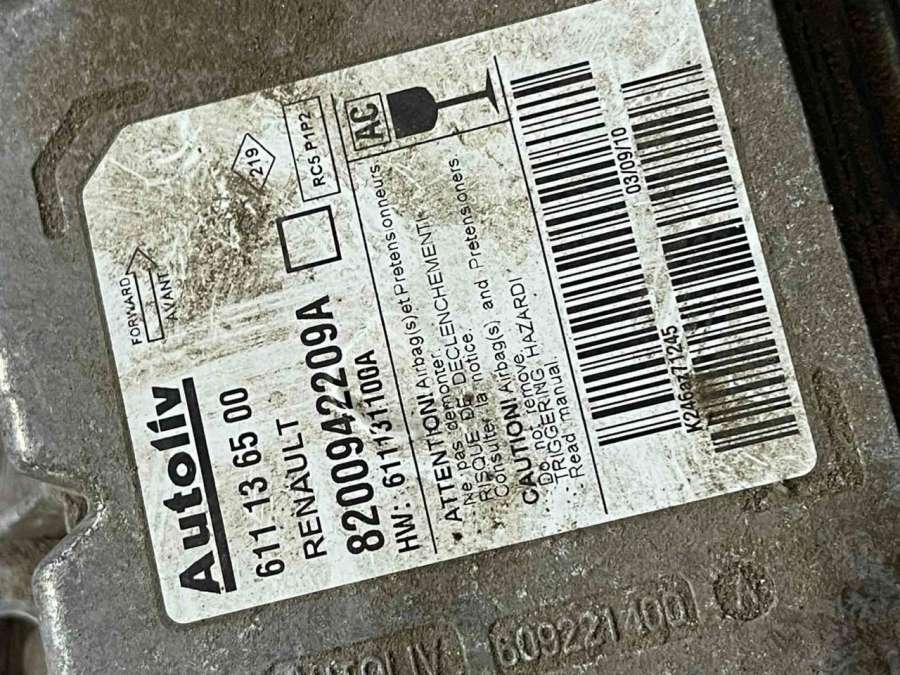 Autoliv
611 13 65 00
RENAULT
8200942209A
HW: 611131100A
FORWARD
AVANT
219
RC5 P1P2
AC
ATTENTION! Airbag(s) et Pretensionneurs
Ne pas demonter.
RISQUE DE DECLENCHEMENT!
Consulter la notice.
CAUTION! Airbag(s) and Pretensioners
Do not remove.
TRIGGERING HAZARD!
Read manual.
03/09/10
AUTOLIV
609221400